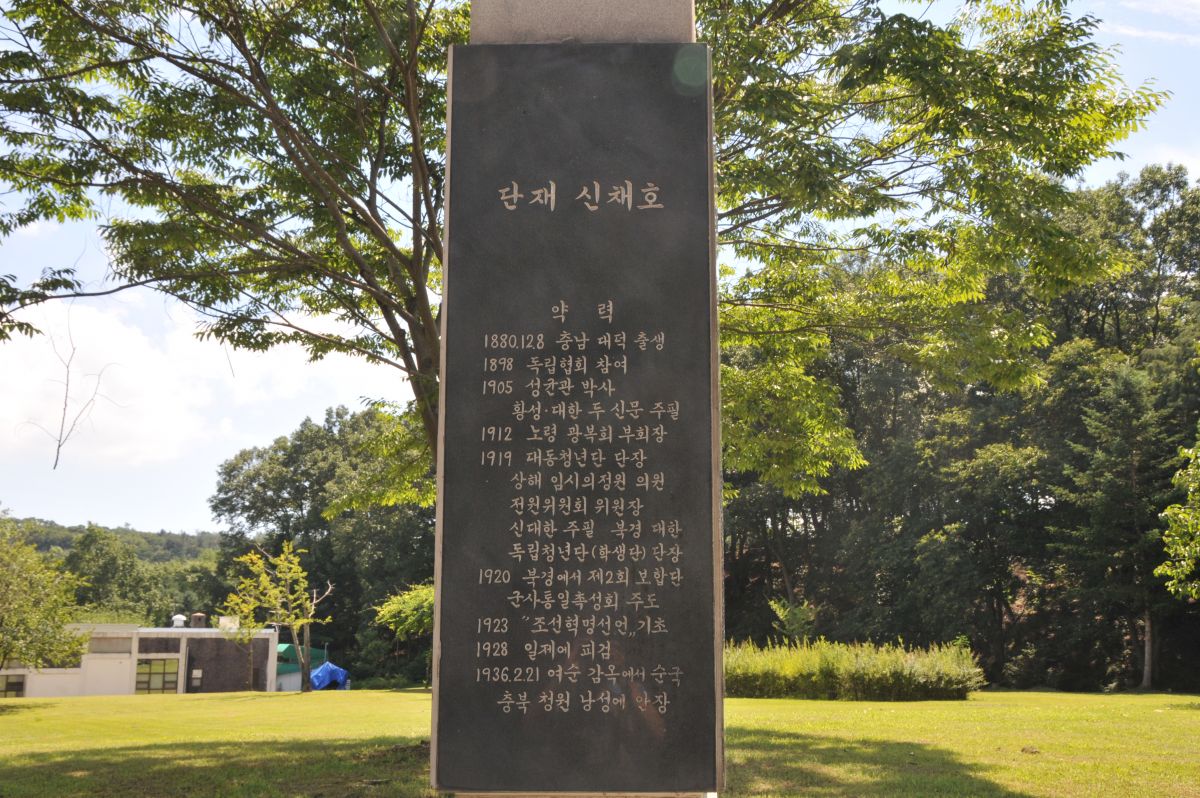 단재 신채호
약 력
1880.12.8 충남 대덕 출생
1898 독립협회 참여
1905 성균관 박사
황성·대한 두 신문 주필
1912 노령 광복회 부회장
1919 대동청년단 단장
상해 임시의정원 의원
전원위원회 위원장
신대한 주필 북경 대한
독립청년단(학생단) 단장
1920 북경에서 제2회 보합단
군사통일촉성회 주도
1923 "조선혁명선언„ 기초
1928 일제에 피검
1936.2.21 여순 감옥에서 순국
충북 청원 낭성에 안장